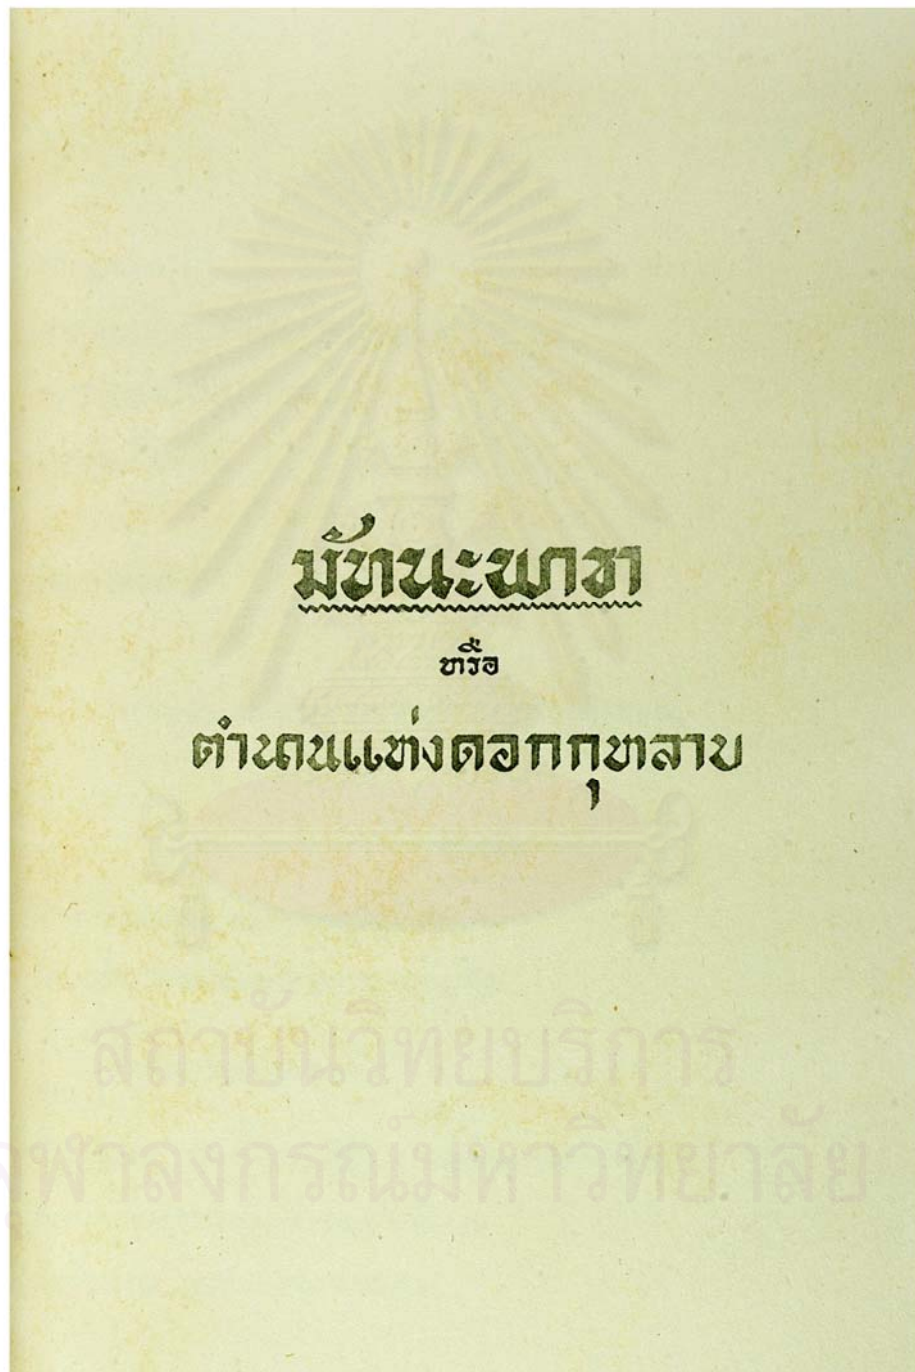 มัทนะพาธา
หรือ
ตำนานแห่งดอกกุหลาบ
สถาบันวิทยบริการ
จุฬาลงกรณ์มหาวิทยาลัย